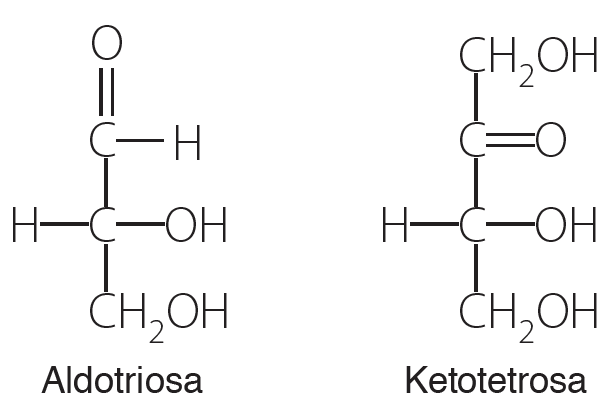 O
C H
H C OH
CH2OH
Aldotriosa
CH2OH
C O
H C OH
CH2OH
Ketotetrosa